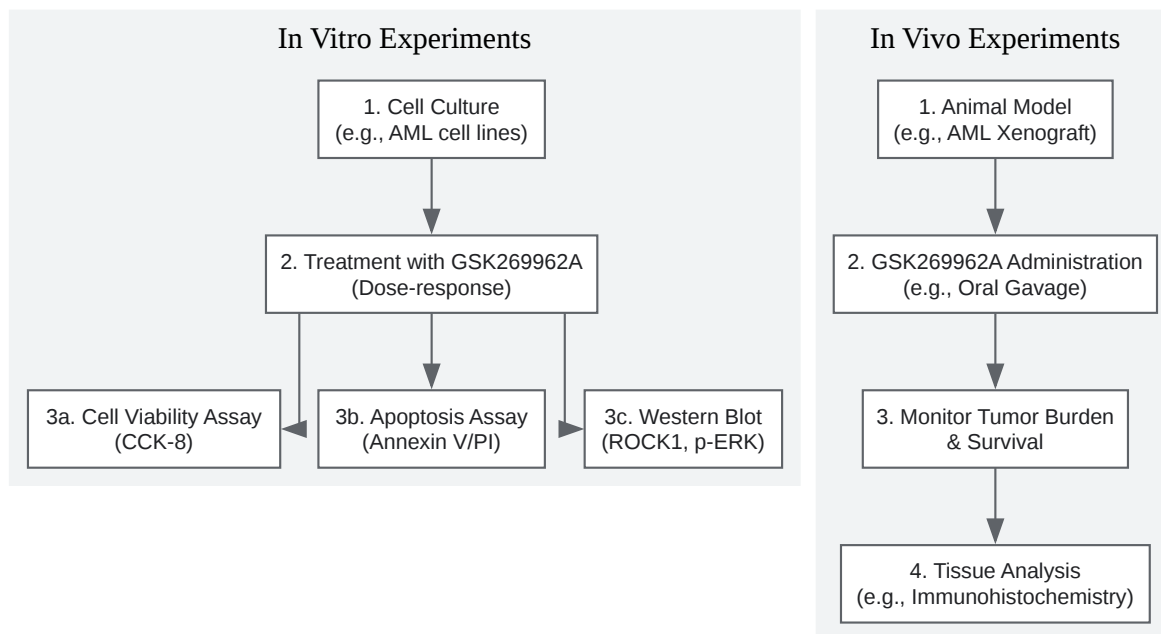 In Vitro Experiments
1. Cell Culture
(e.g., AML cell lines)
2. Treatment with GSK269962A
(Dose-response)
3a. Cell Viability Assay
(CCK-8)
3b. Apoptosis Assay
(Annexin V/PI)
3c. Western Blot
(ROCK1, p-ERK)
In Vivo Experiments
1. Animal Model
(e.g., AML Xenograft)
2. GSK269962A Administration
(e.g., Oral Gavage)
3. Monitor Tumor Burden
& Survival
4. Tissue Analysis
(e.g., Immunohistochemistry)